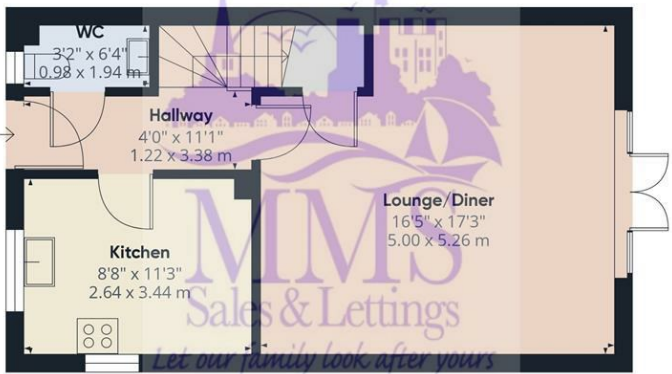 WC
3'2" x 6'4"
0.98 x 1.94 m
Hallway
4'0" x 11'1"
1.22 x 3.38 m
Lounge/Diner
16'5" x 17'3"
5.00 x 5.26 m
Kitchen
8'8" x 11'3"
2.64 x 3.44 m
MMS
Sales & Lettings
Let our family look after yours